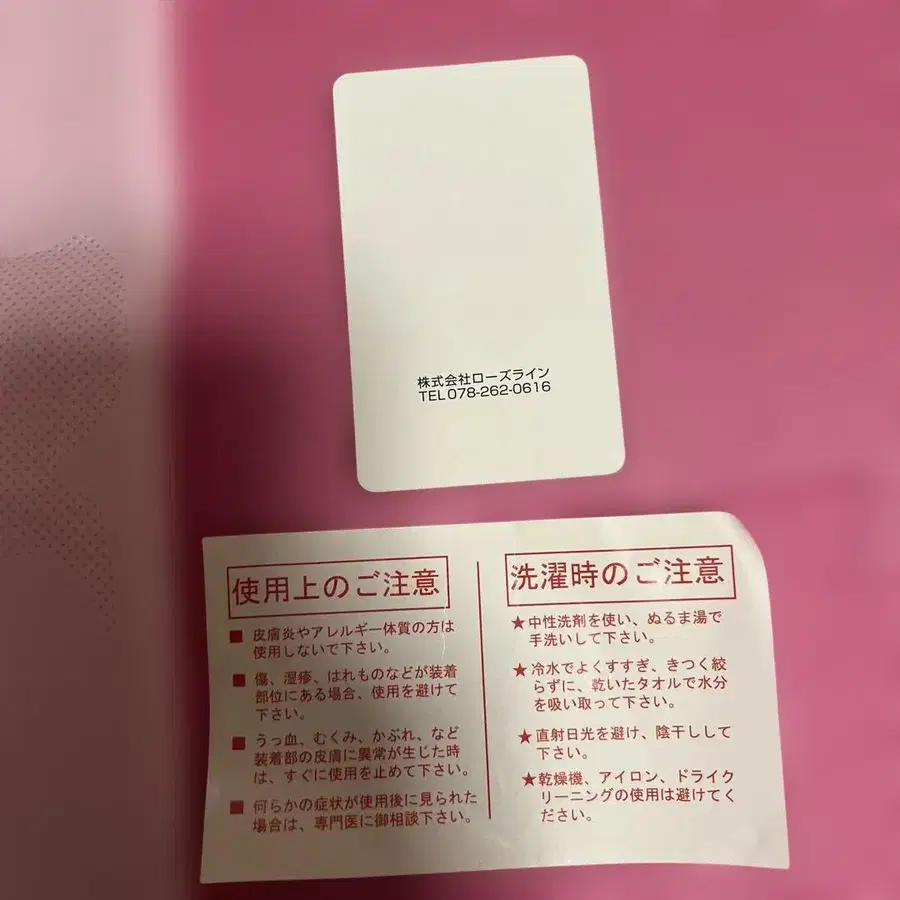 株式会社ローズライン
TEL078-262-0616
使用上のご注意
■ 皮膚炎やアレルギー体質の方は
使用しないで下さい。
■ 傷、湿疹、はれものなどが装着
部位にある場合、使用を避けて
下さい。
■ うっ血、むくみ、かぶれ、など
装着部の皮膚に異常が生じた時
は、すぐに使用を止めて下さい。
■ 何らかの症状が使用後に見られた
場合は、専門医に御相談下さい。
洗濯時のご注意
★中性洗剤を使い、ぬるま湯で
手洗いして下さい。
★冷水でよくすすぎ、きつく絞
らずに、乾いたタオルで水分
を吸い取って下さい。
★直射日光を避け、陰干しして
下さい。
★乾燥機、アイロン、ドライク
リーニングの使用は避けてく
ださい。